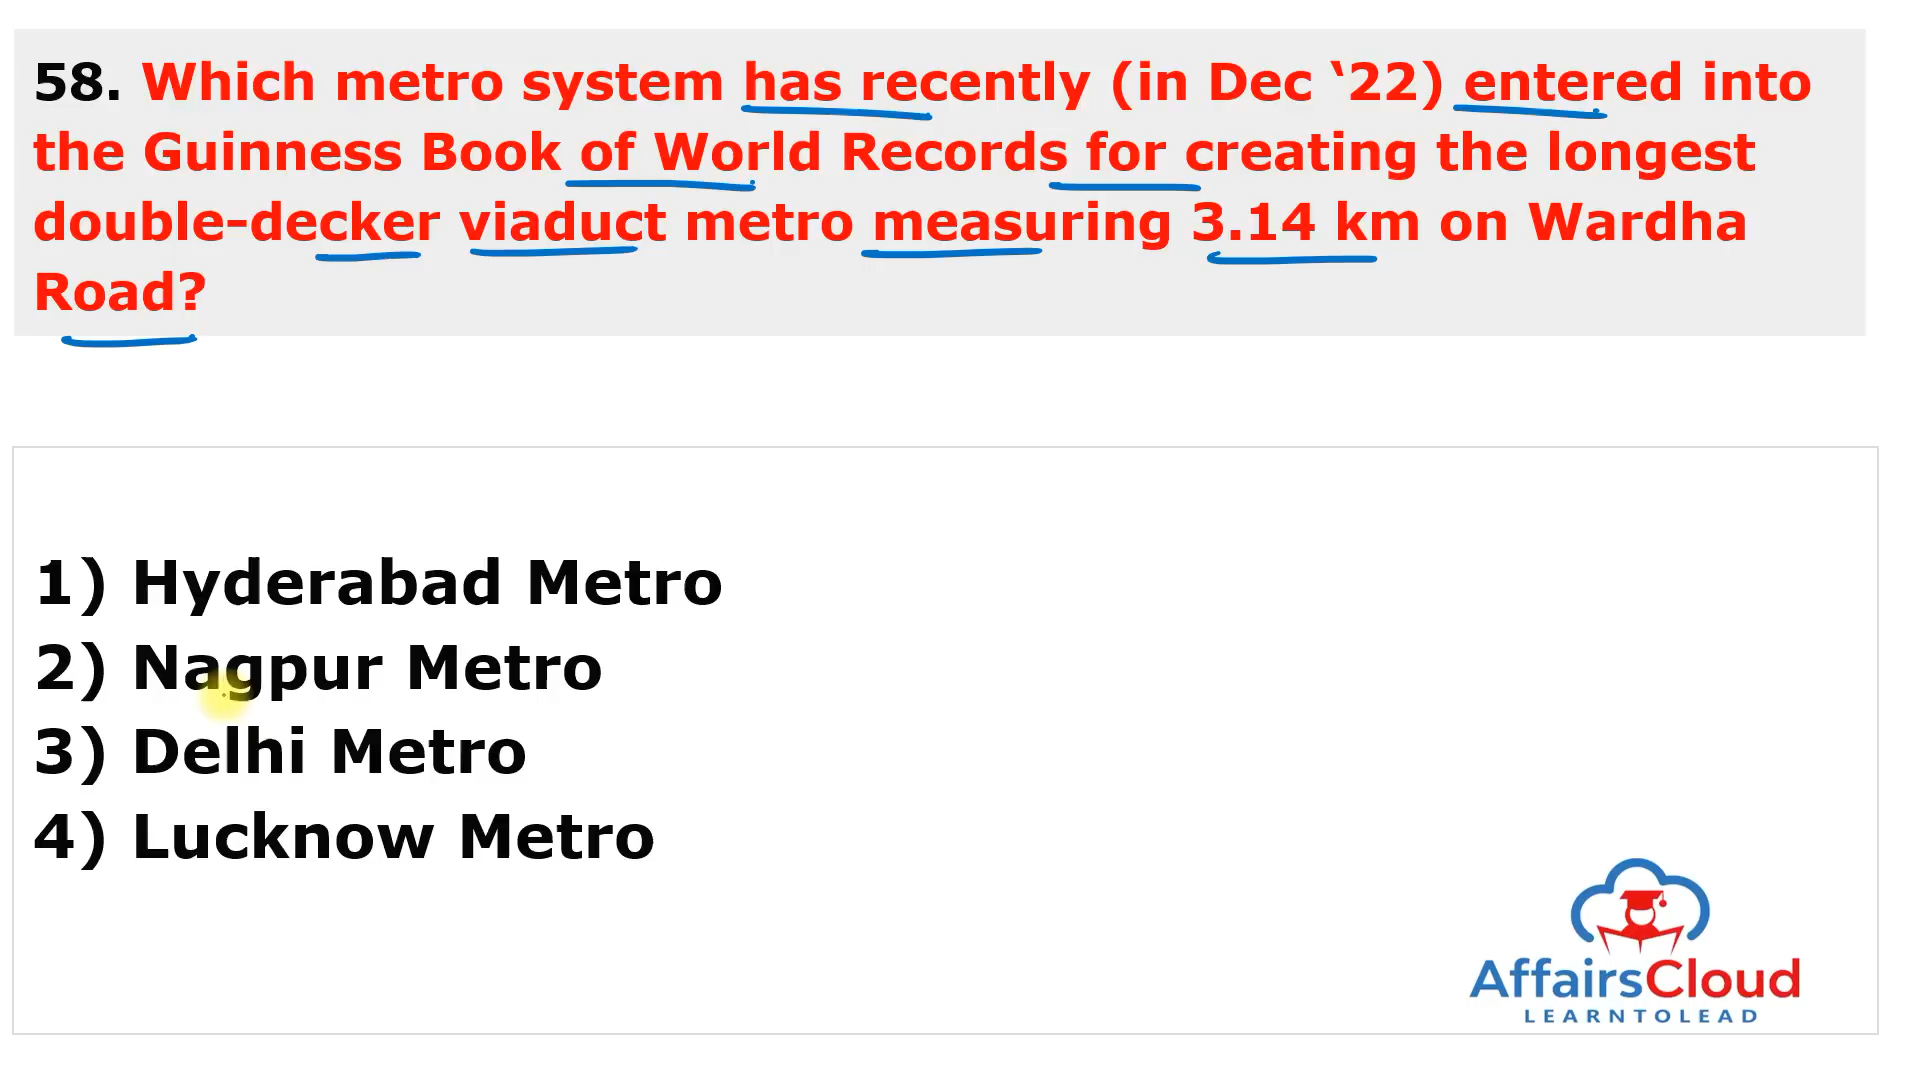 58. Which metro system has recently (in Dec ‘22) entered into
the Guinness Book of World Records for creating the longest
double-decker viaduct metro measuring 3.14 km on Wardha
Road?
1) Hyderabad Metro
2) Nagpur Metro
3) Delhi Metro
4) Lucknow Metro
AffairsCloud
LEARNTOLEAD